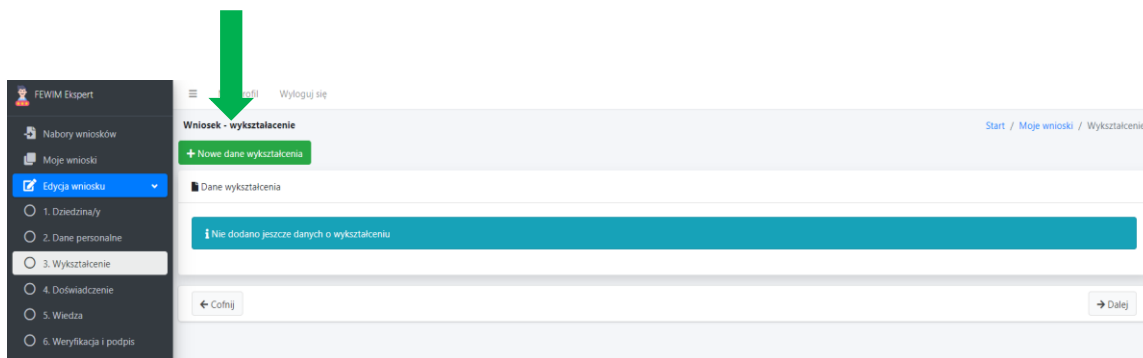 FEWIM Ekspert
Nabory wniosków
Moje wnioski
Edycja wniosku
1. Dziedzina/y
2. Dane personalne
3. Wykształcenie
4. Doświadczenie
5. Wiedza
6. Weryfikacja i podpis
Wyloguj się
Wniosek - wykształacenie
Start / Moje wnioski / Wykształcenie
+ Nowe dane wykształcenia
Dane wykształcenia
Nie dodano jeszcze danych o wykształceniu
← Cofnij
→ Dalej